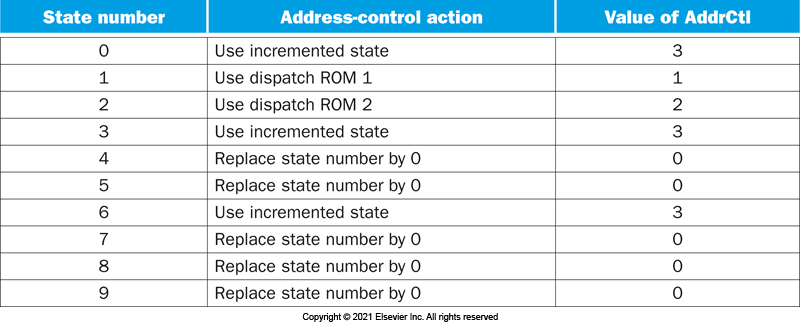 State number Address-control action Value of AddrCtl
0 Use incremented state 3
1 Use dispatch ROM 1 1
2 Use dispatch ROM 2 2
3 Use incremented state 3
4 Replace state number by 0 0
5 Replace state number by 0 0
6 Use incremented state 3
7 Replace state number by 0 0
8 Replace state number by 0 0
9 Replace state number by 0 0
Copyright © 2021 Elsevier Inc. All rights reserved